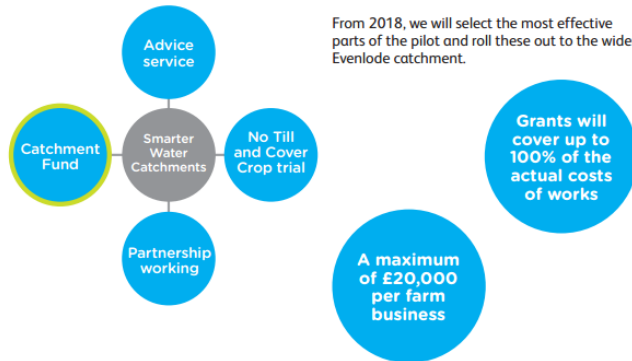 Advice
service
Catchment
Fund
Smarter
Water
Catchments
No Till
and Cover
Crop trial
Partnership
working
From 2018, we will select the most effective
parts of the pilot and roll these out to the wide
Evenlode catchment.
Grants will
cover up to
100% of the
actual costs
of works
A maximum
of £20,000
per farm
business